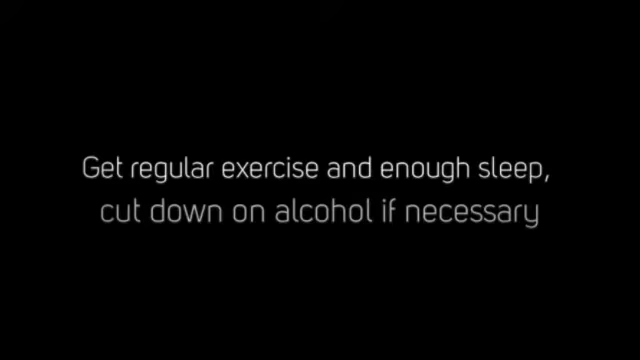 Get regular exercise and enough sleep,
cut down on alcohol if necessary